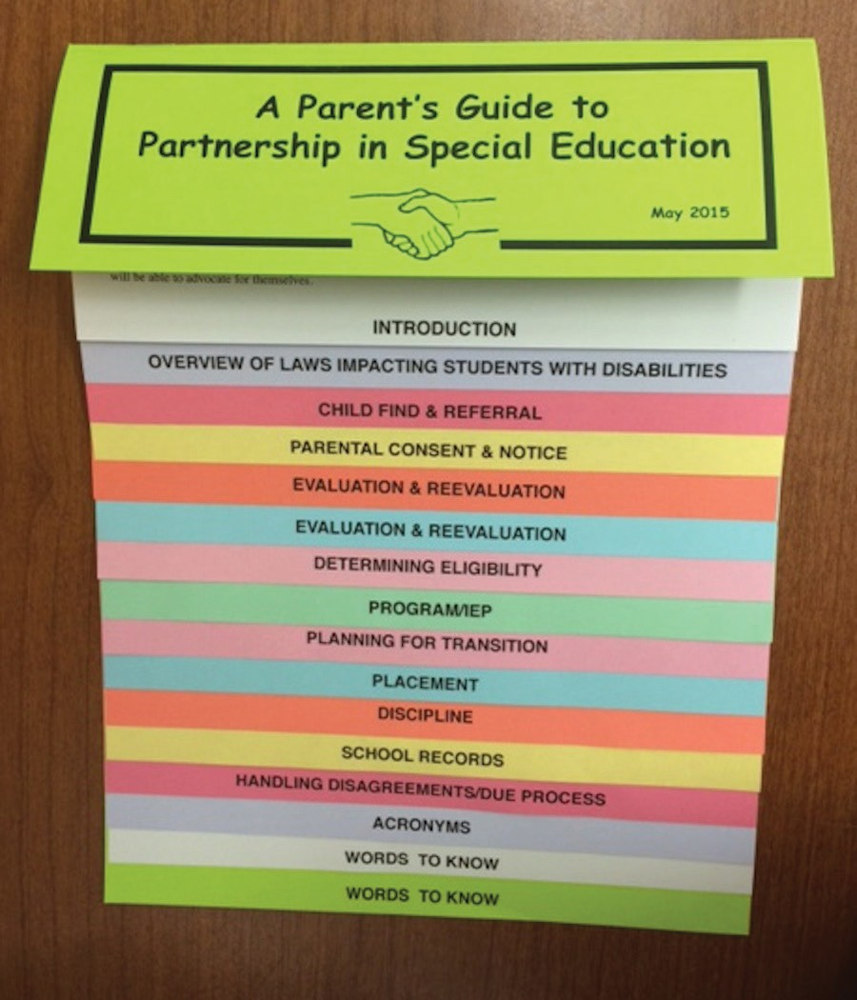 A Parent's Guide to
Partnership in Special Education
May 2015
will be able to advocate for themselves.
INTRODUCTION
OVERVIEW OF LAWS IMPACTING STUDENTS WITH DISABILITIES
CHILD FIND & REFERRAL
PARENTAL CONSENT & NOTICE
EVALUATION & REEVALUATION
EVALUATION & REEVALUATION
DETERMINING ELIGIBILITY
PROGRAM/IEP
PLANNING FOR TRANSITION
PLACEMENT
DISCIPLINE
SCHOOL RECORDS
HANDLING DISAGREEMENTS/DUE PROCESS
ACRONYMS
WORDS TO KNOW
WORDS TO KNOW